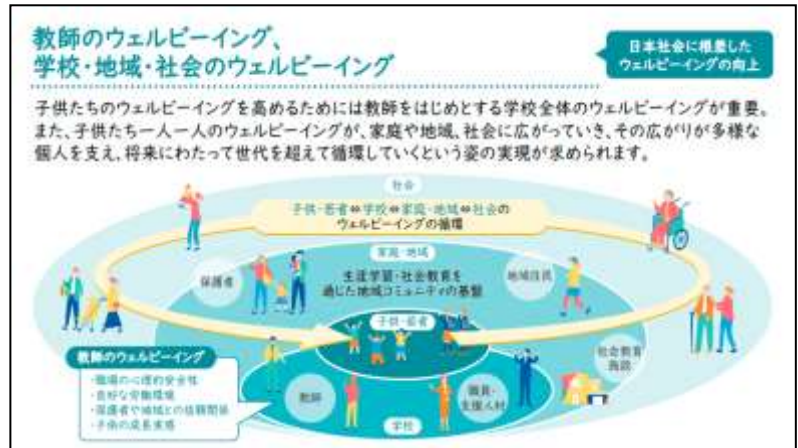 教師のウェルビーイング、
学校・地域・社会のウェルビーイング
日本社会に根差した
ウェルビーイングの向上
子供たちのウェルビーイングを高めるためには教師をはじめとする学校全体のウェルビーイングが重要。
また、子供たち一人一人のウェルビーイングが、家庭や地域、社会に広がっていき、その広がりが多様な
個人を支え、将来にわたって世代を超えて循環していくという姿の実現が求められます。
社会
子供・若者⇔学校⇔家庭・地域⇔社会の
ウェルビーイングの循環
家庭・地域
保護者
生涯学習・社会教育を
通じた地域コミュニティの基盤
地域住民
子供・若者
教師のウェルビーイング
・職場の心理的安全性
・良好な労働環境
・保護者や地域との信頼関係
・子供の成長実感
社会教育
施設
教師
職員・
支援人材
学校